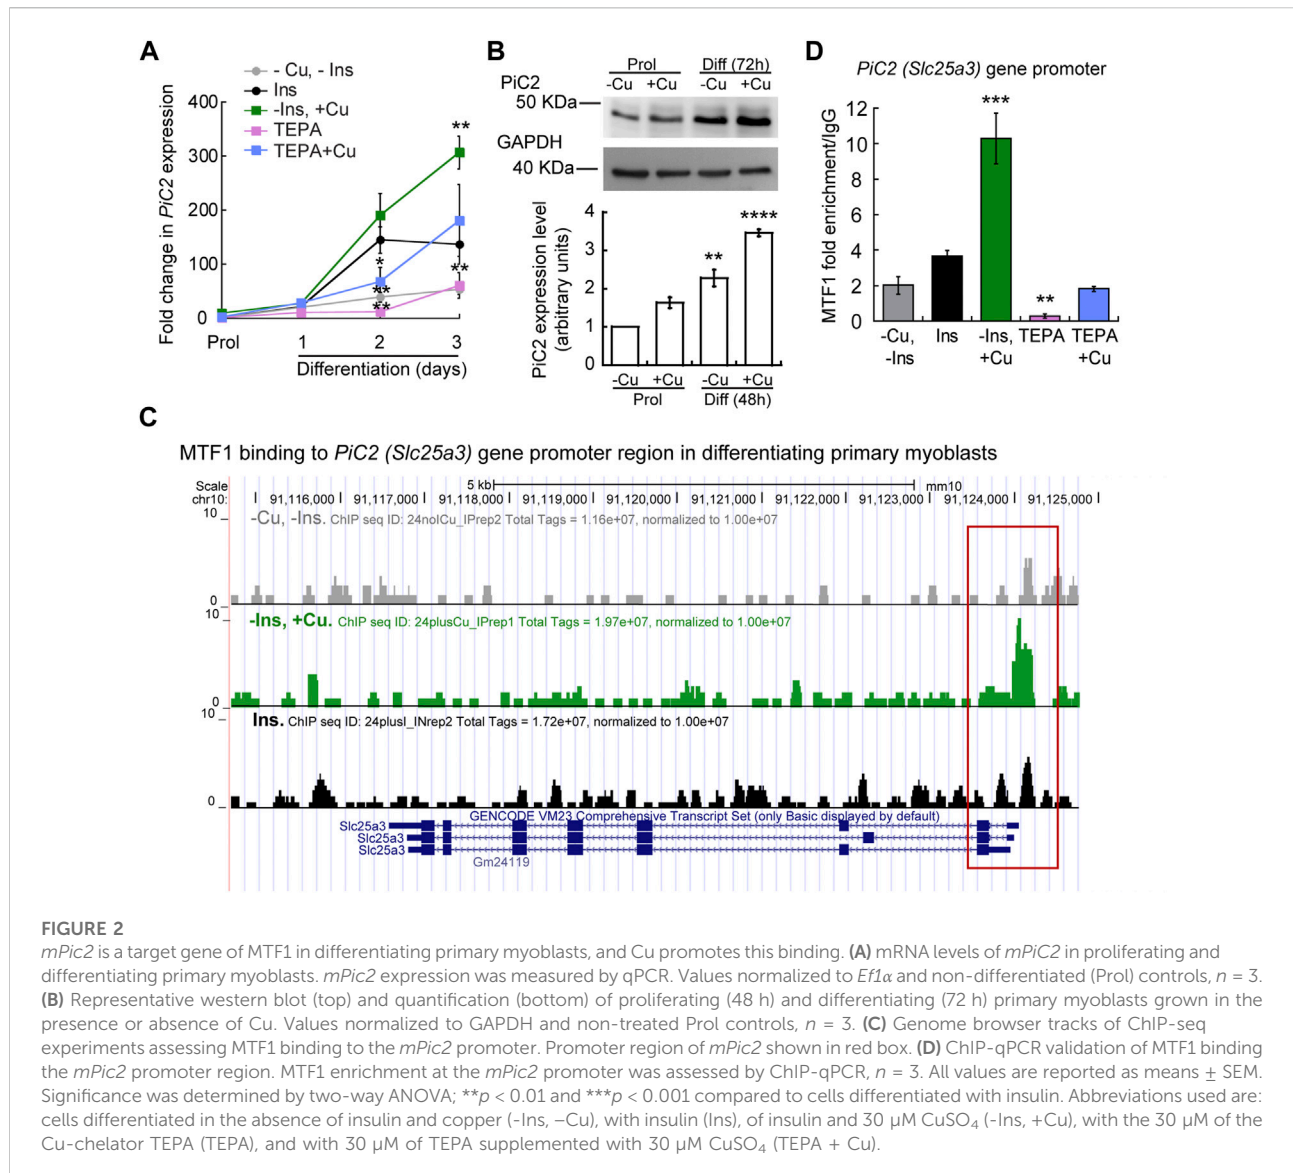 A
- Cu, - Ins
Ins
-Ins, +Cu
TEPA
TEPA+Cu
Fold change in PiC2 expression
400
300
200
100
0
**
*
**
**
**
Prol
1
2
3
Differentiation (days)
B
Prol
Diff (72h)
PiC2
-Cu
+Cu
-Cu
+Cu
50 KDa
GAPDH
40 KDa
PiC2 expression level
(arbitrary units)
4
3
2
1
0
**
****
-Cu
+Cu
-Cu
+Cu
Prol
Diff (48h)
D
PiC2 (Slc25a3) gene promoter
MTF1 fold enrichment/IgG
12
10
8
6
4
2
0
***
**
-Cu,
-Ins
Ins
-Ins,
+Cu
TEPA
TEPA
+Cu
C
MTF1 binding to PiC2 (Slc25a3) gene promoter region in differentiating primary myoblasts
Scale
5 kb
mm10
chr10:
91,116,000
91,117,000
91,118,000
91,119,000
91,120,000
91,121,000
91,122,000
91,123,000
91,124,000
91,125,000
10
-Cu, -Ins. ChIP seq ID: 24noICu_IPrep2 Total Tags = 1.16e+07, normalized to 1.00e+07
0
10
-Ins, +Cu. ChIP seq ID: 24plusCu_IPrep1 Total Tags = 1.97e+07, normalized to 1.00e+07
0
10
Ins. ChIP seq ID: 24plusI_INrep2 Total Tags = 1.72e+07, normalized to 1.00e+07
0
GENCODE VM23 Comprehensive Transcript Set (only Basic displayed by default)
Slc25a3
Slc25a3
Slc25a3
Gm24119
FIGURE 2
mPic2 is a target gene of MTF1 in differentiating primary myoblasts, and Cu promotes this binding. (A) mRNA levels of mPiC2 in proliferating and
differentiating primary myoblasts. mPic2 expression was measured by qPCR. Values normalized to Ef1α and non-differentiated (Prol) controls, n = 3.
(B) Representative western blot (top) and quantification (bottom) of proliferating (48 h) and differentiating (72 h) primary myoblasts grown in the
presence or absence of Cu. Values normalized to GAPDH and non-treated Prol controls, n = 3. (C) Genome browser tracks of ChIP-seq
experiments assessing MTF1 binding to the mPic2 promoter. Promoter region of mPic2 shown in red box. (D) ChIP-qPCR validation of MTF1 binding
the mPic2 promoter region. MTF1 enrichment at the mPic2 promoter was assessed by ChIP-qPCR, n = 3. All values are reported as means ± SEM.
Significance was determined by two-way ANOVA; **p < 0.01 and ***p < 0.001 compared to cells differentiated with insulin. Abbreviations used are:
cells differentiated in the absence of insulin and copper (-Ins, –Cu), with insulin (Ins), of insulin and 30 μM CuSO4 (-Ins, +Cu), with the 30 μM of the
Cu-chelator TEPA (TEPA), and with 30 μM of TEPA supplemented with 30 μM CuSO4 (TEPA + Cu).